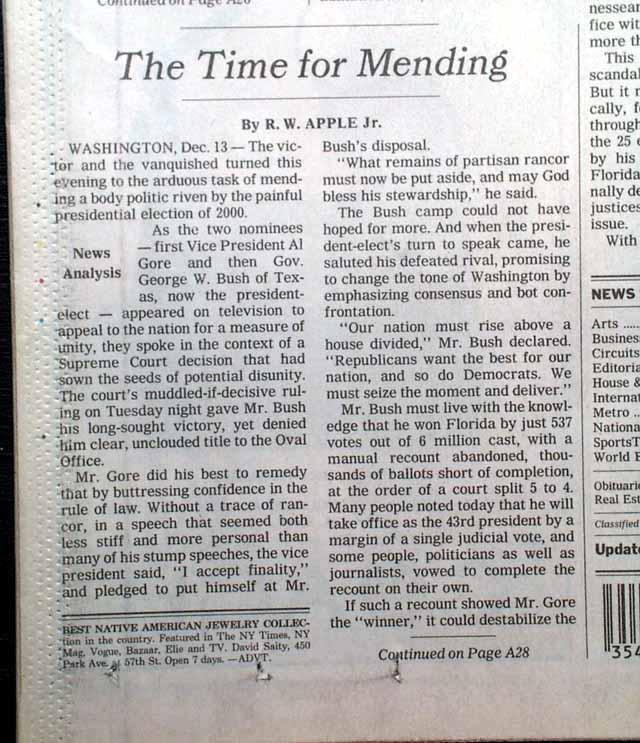 Continued on Page A26
The Time for Mending
By R. W. APPLE Jr.
WASHINGTON, Dec. 13 — The vic-
tor and the vanquished turned this
evening to the arduous task of mend-
ing a body politic riven by the painful
presidential election of 2000.
As the two nominees
— first Vice President Al
Gore and then Gov.
George W. Bush of Tex-
as, now the president-
News
Analysis
elect — appeared on television to
appeal to the nation for a measure of
unity, they spoke in the context of a
Supreme Court decision that had
sown the seeds of potential disunity.
The court's muddled-if-decisive rul-
ing on Tuesday night gave Mr. Bush
his long-sought victory, yet denied
him clear, unclouded title to the Oval
Office.
Mr. Gore did his best to remedy
that by buttressing confidence in the
rule of law. Without a trace of ran-
cor, in a speech that seemed both
less stiff and more personal than
many of his stump speeches, the vice
president said, "I accept finality,"
and pledged to put himself at Mr.
BEST NATIVE AMERICAN JEWELRY COLLEC-
tion in the country. Featured in The NY Times, NY
Mag, Vogue, Bazaar, Elle and TV. David Saity, 450
Park Ave. at 57th St. Open 7 days. —ADVT.
Bush's disposal.
"What remains of partisan rancor
must now be put aside, and may God
bless his stewardship," he said.
The Bush camp could not have
hoped for more. And when the presi-
dent-elect's turn to speak came, he
saluted his defeated rival, promising
to change the tone of Washington by
emphasizing consensus and bot con-
frontation.
"Our nation must rise above a
house divided," Mr. Bush declared.
"Republicans want the best for our
nation, and so do Democrats. We
must seize the moment and deliver."
Mr. Bush must live with the knowl-
edge that he won Florida by just 537
votes out of 6 million cast, with a
manual recount abandoned, thou-
sands of ballots short of completion,
at the order of a court split 5 to 4.
Many people noted today that he will
take office as the 43rd president by a
margin of a single judicial vote, and
some people, politicians as well as
journalists, vowed to complete the
recount on their own.
If such a recount showed Mr. Gore
the "winner," it could destabilize the
Continued on Page A28
nessear
fice wit
more th
This
scandal
But it r
cally, f
through
the 25 e
by his
Florida
nally de
justices
issue.
With
NEWS
Arts .....
Busines
Circuits
Editoria
House &
Internat
Metro ..
Nationa
SportsT
World B
Obituarie
Real Est
Classified
Update
354